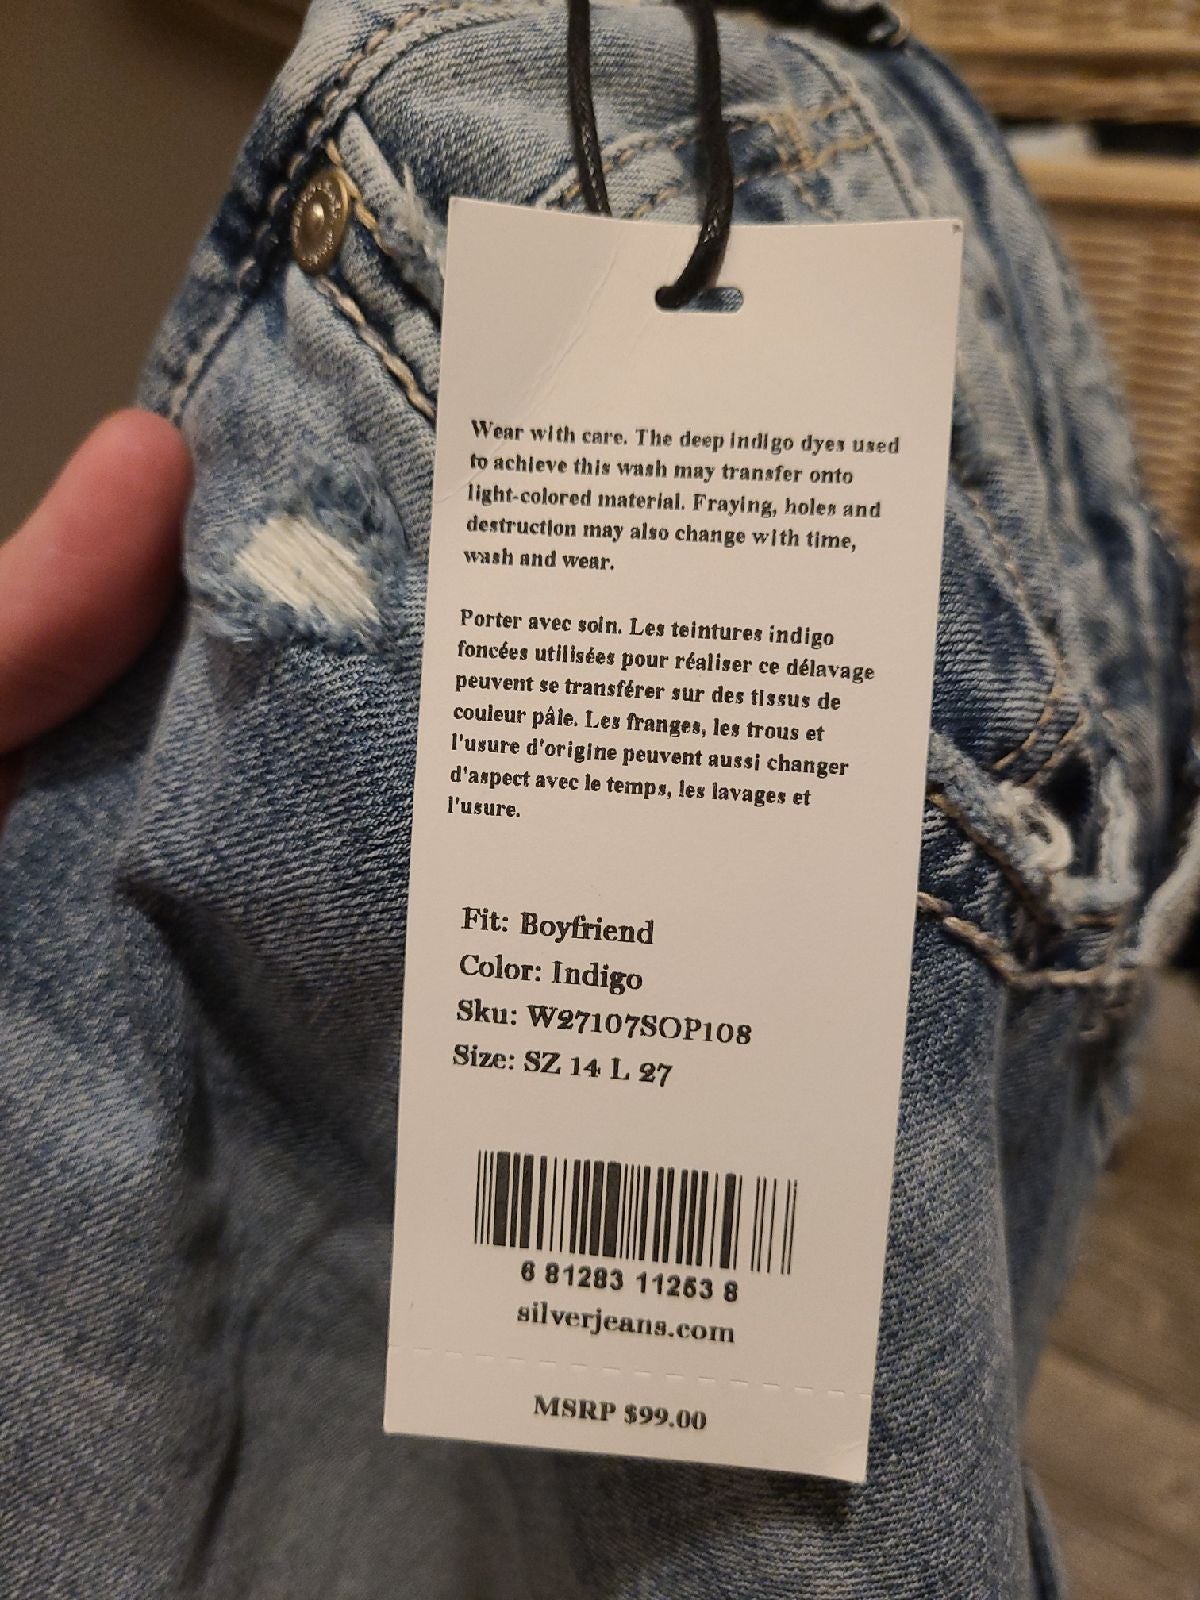 Wear with care. The deep indigo dyes used
to achieve this wash may transfer onto
light-colored material. Fraying, holes and
destruction may also change with time,
wash and wear.
Porter avec soin. Les teintures indigo
foncées utilisées pour réaliser ce délavage
peuvent se transférer sur des tissus de
couleur pâle. Les franges, les trous et
l'usure d'origine peuvent aussi changer
d'aspect avec le temps, les lavages et
l'usure.
Fit: Boyfriend
Color: Indigo
Sku: W27107SOP108
Size: SZ 14 L 27
6 81283 11253 8
silverjeans.com
MSRP $99.00